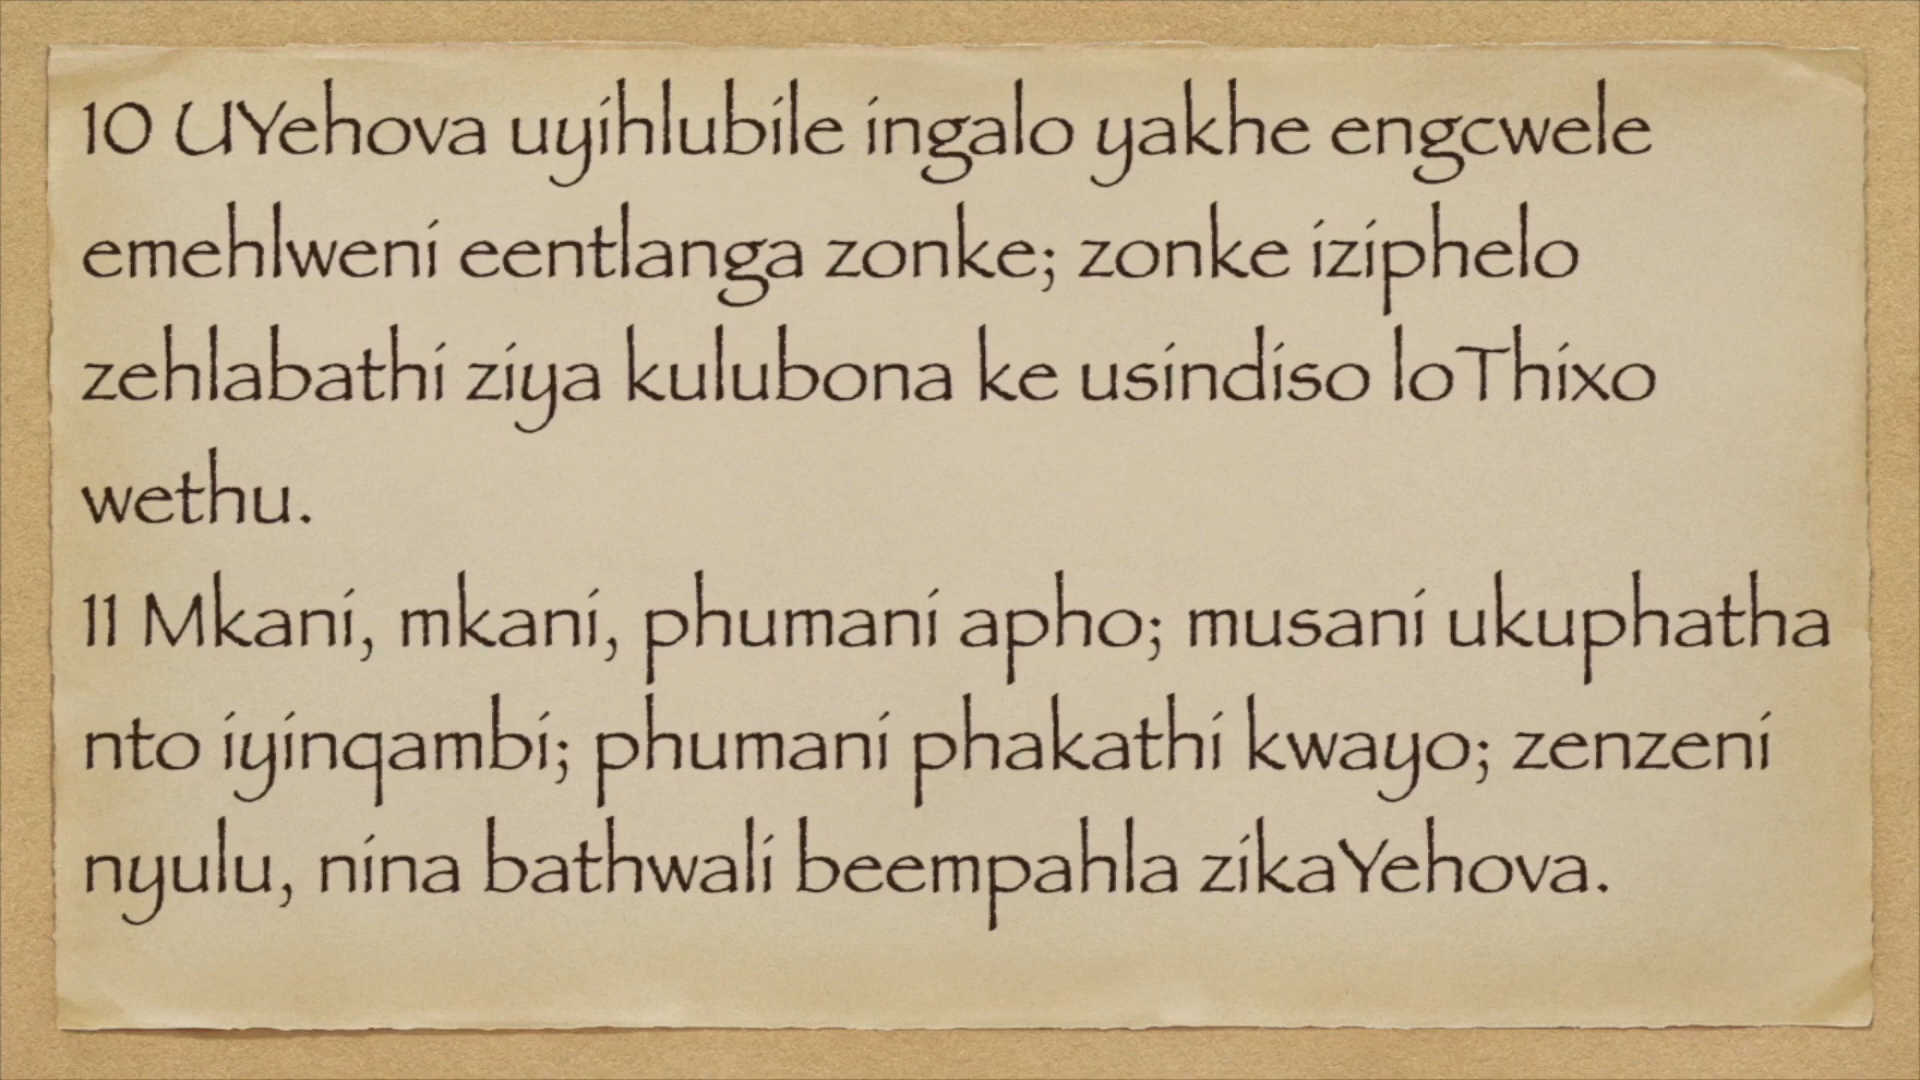 10 UYehova uyihlubile ingalo yakhe engcwele
emehlweni eentlanga zonke; zonke iziphelo
zehlabathi ziya kulubona ke usindiso loThixo
wethu.
11 Mkani, mkani, phumani apho; musani ukuphatha
nto iyinqambi; phumani phakathi kwayo; zenzeni
nyulu, nina bathwali beempahla zikaYehova.